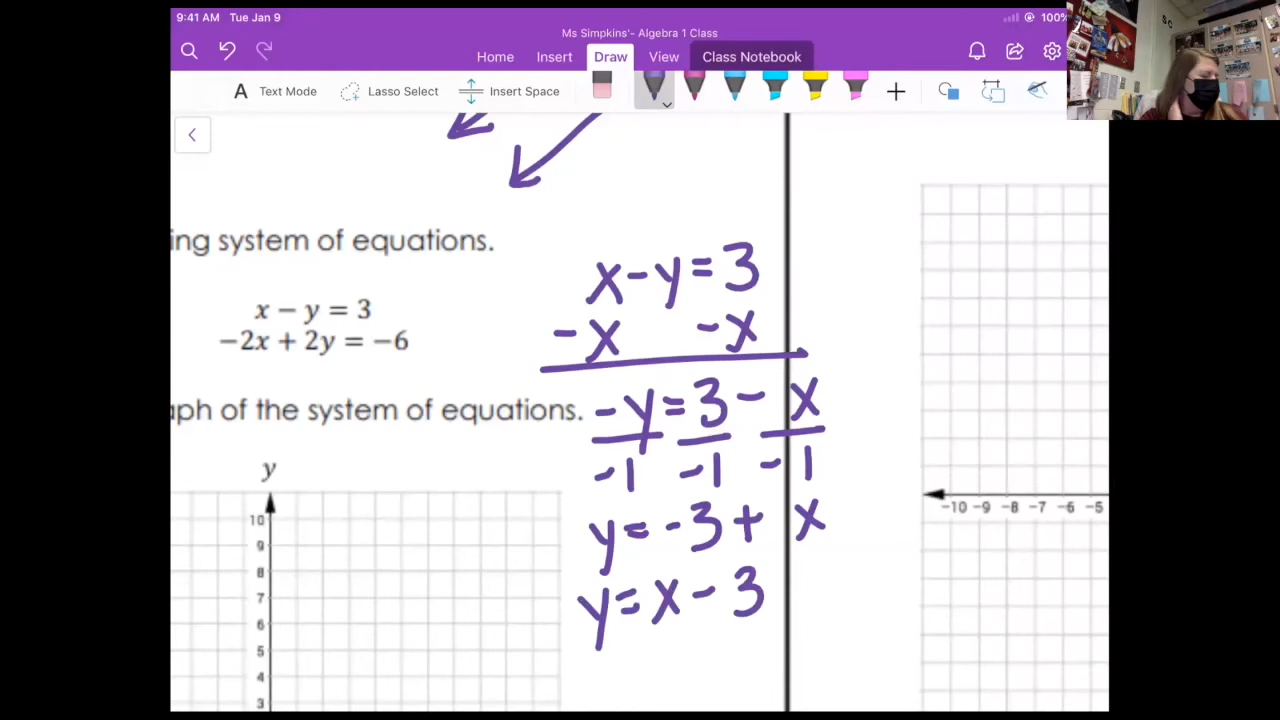 9:41 AM Tue Jan 9
100%
Ms Simpkins'- Algebra 1 Class
Home Insert Draw View Class Notebook
A Text Mode Lasso Select Insert Space
ing system of equations.
x − y = 3
−2x + 2y = −6
aph of the system of equations.
x-y=3
-x -x
-y=3-x
-1 -1 -1
y=-3+x
y=x-3
y
10
9
8
7
6
5
4
3
-10 -9 -8 -7 -6 -5
SC